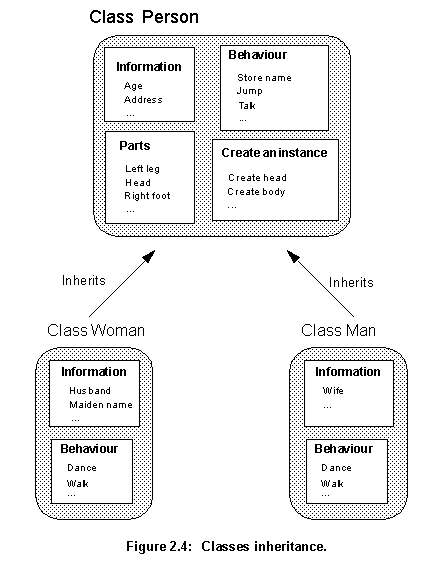 Class Person
Information
Age
Address
...
Behaviour
Store name
Jump
Talk
...
Parts
Left leg
Head
Right foot
...
Create an instance
Create head
Create body
...
Inherits
Inherits
Class Woman
Information
Husband
Maiden name
...
Behaviour
Dance
Walk
...
Class Man
Information
Wife
...
Behaviour
Dance
Walk
...
Figure 2.4: Classes inheritance.